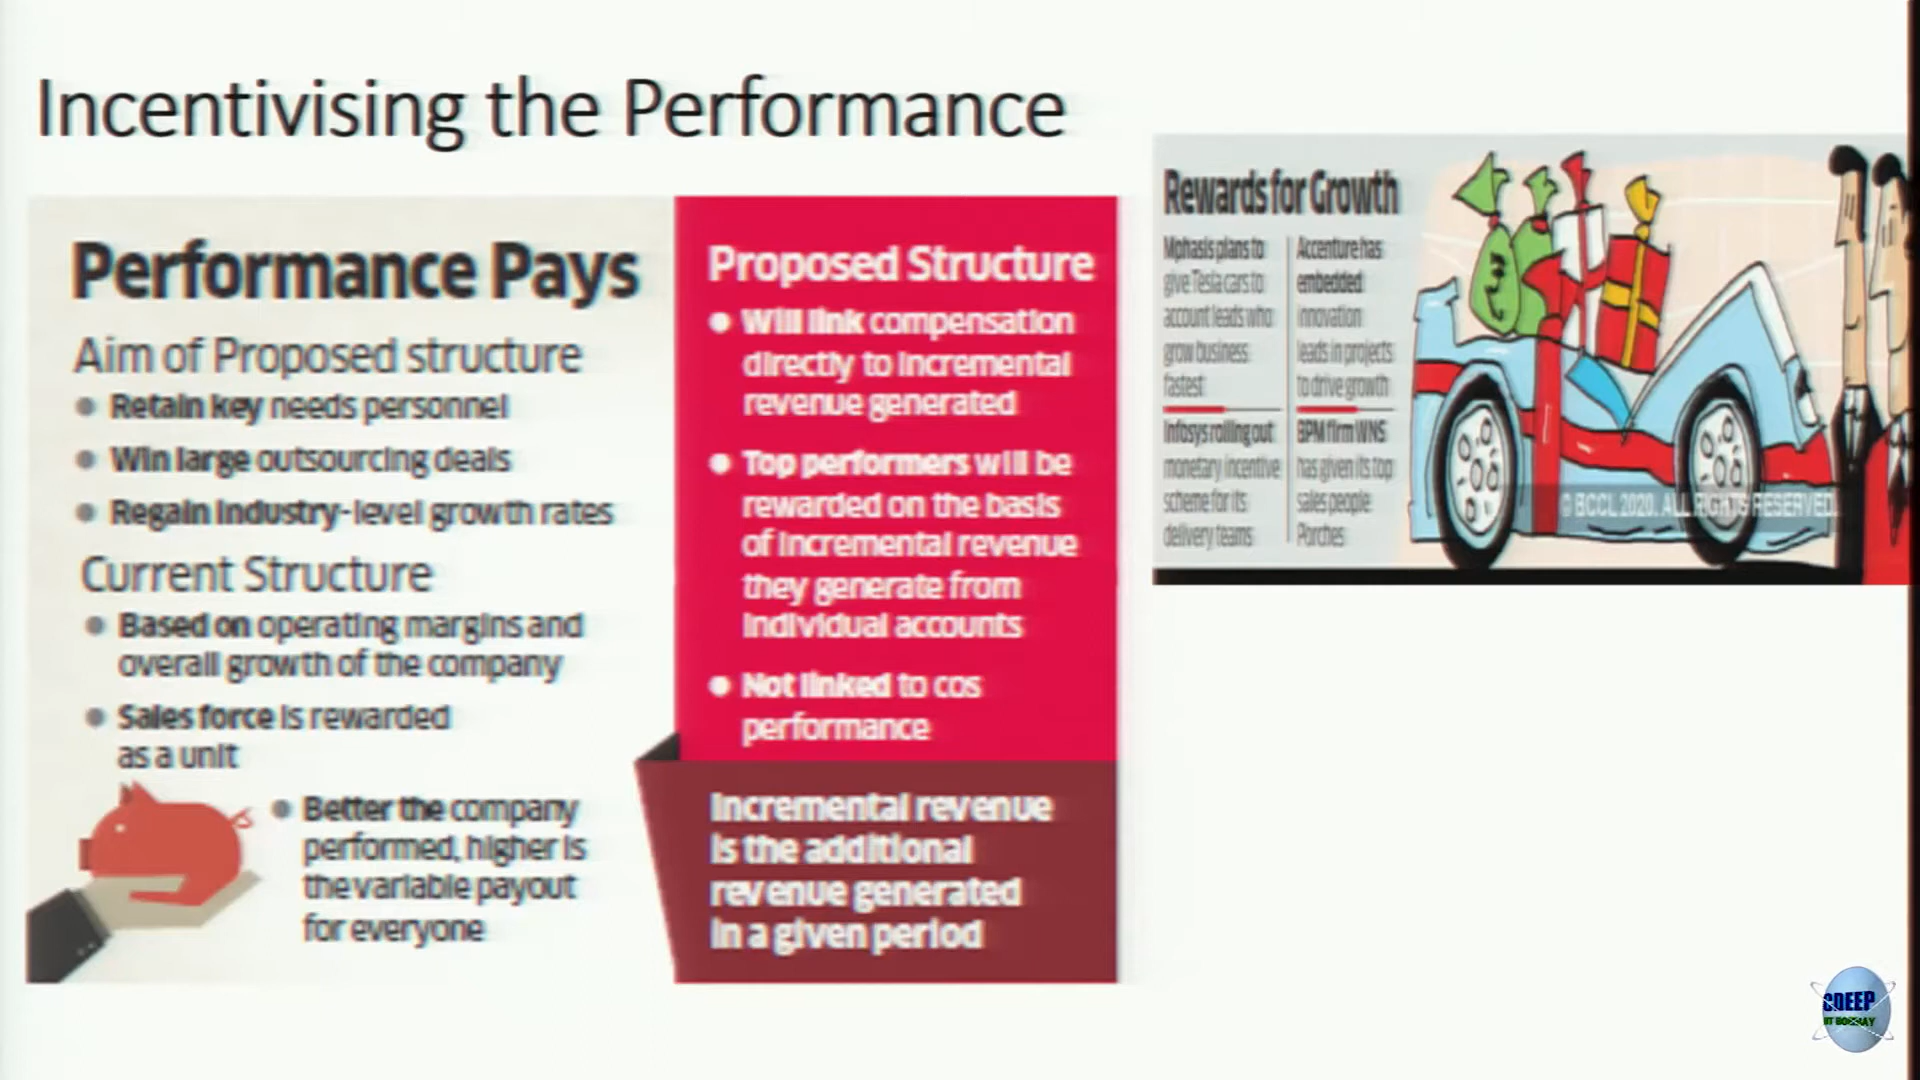 Incentivising the Performance
Performance Pays
Aim of Proposed structure
Retain key needs personnel
Win large outsourcing deals
Regain industry-level growth rates
Current Structure
Based on operating margins and
overall growth of the company
Sales force is rewarded
as a unit
Better the company
performed, higher is
the variable payout
for everyone
Proposed Structure
Will link compensation
directly to incremental
revenue generated
Top performers will be
rewarded on the basis
of incremental revenue
they generate from
individual accounts
Not linked to cos
performance
Incremental revenue
is the additional
revenue generated
in a given period
Rewards for Growth
Mphasis plans to
give Tesla cars to
account leads who
grow business
fastest
Accenture has
embedded
innovation
leads in projects
to drive growth
Infosys rolling out
monetary incentive
scheme for its
delivery teams
BPM firm WNS
has given its top
sales people
Porches
© BCCL 2020. ALL RIGHTS RESERVED.
CDEEP
IIT BOMBAY